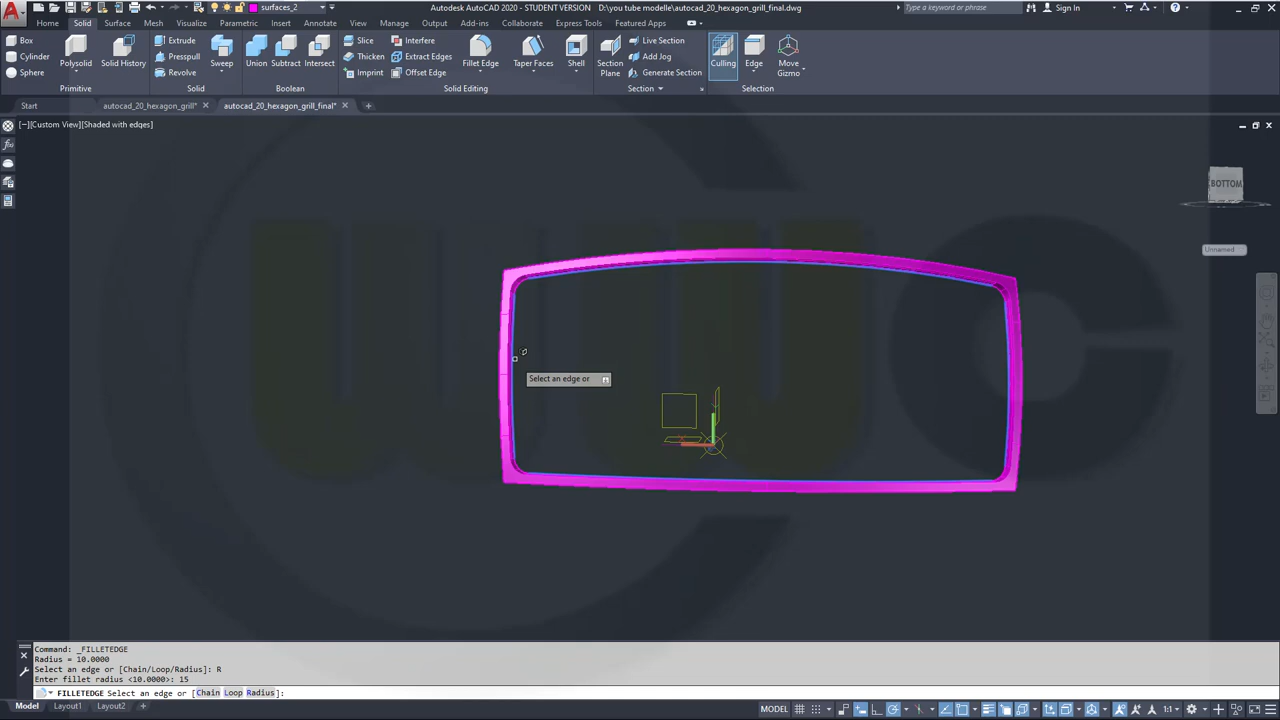 surfaces_2
Autodesk AutoCAD 2020 - STUDENT VERSION D:\you tube modelle\autocad_20_hexagon_grill_final.dwg
Type a keyword or phrase
Sign In
Home Solid Surface Mesh Visualize Parametric Insert Annotate View Manage Output Add-ins Collaborate Express Tools Featured Apps
Box
Cylinder
Sphere
Polysolid
Solid History
Primitive
Extrude
Presspull
Revolve
Sweep
Solid
Union
Subtract
Intersect
Boolean
Slice
Thicken
Imprint
Interfere
Extract Edges
Offset Edge
Fillet Edge
Taper Faces
Shell
Solid Editing
Section
Plane
Live Section
Add Jog
Generate Section
Section
Culling
Edge
Move
Gizmo
Selection
Start
autocad_20_hexagon_grill*
autocad_20_hexagon_grill_final*
[−][Custom View][Shaded with edges]
BOTTOM
Unnamed
Select an edge or
Command: _FILLETEDGE
Radius = 10.0000
Select an edge or [Chain/Loop/Radius]: R
Enter fillet radius <10.0000>: 15
FILLETEDGE Select an edge or [Chain Loop Radius]:
Model Layout1 Layout2
MODEL
1:1